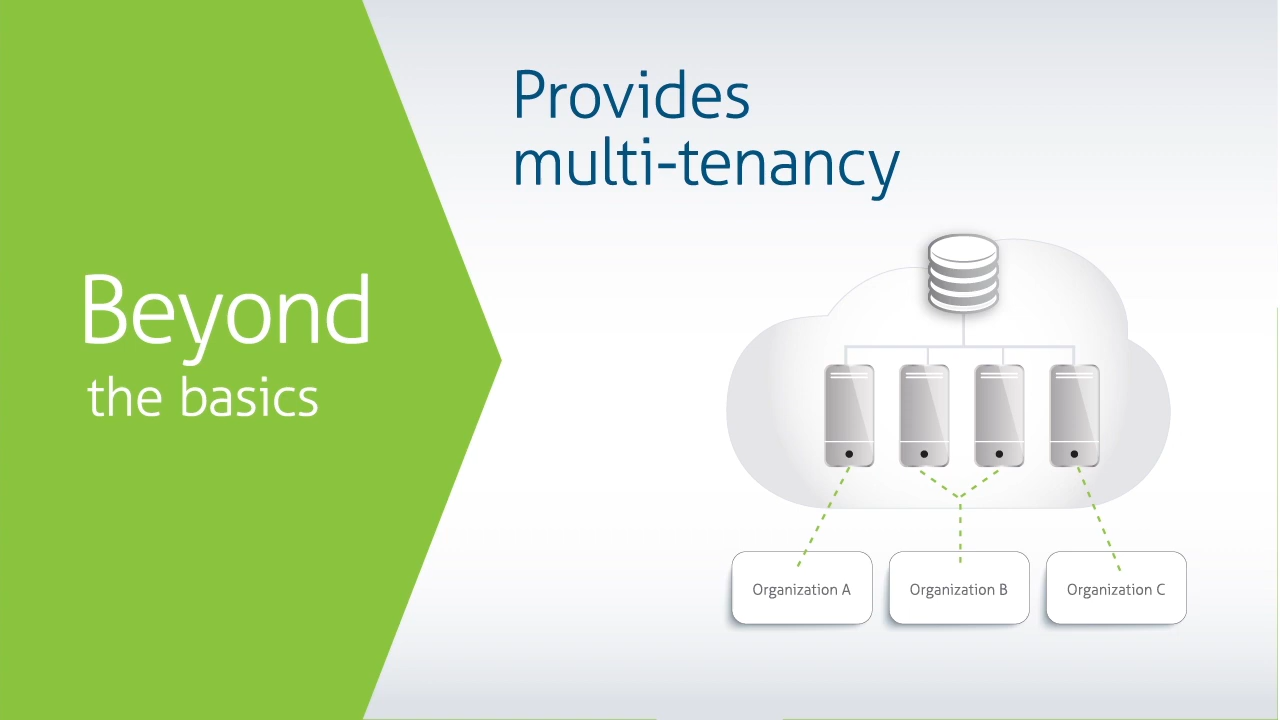 Beyond
the basics
Provides
multi-tenancy
Organization A
Organization B
Organization C